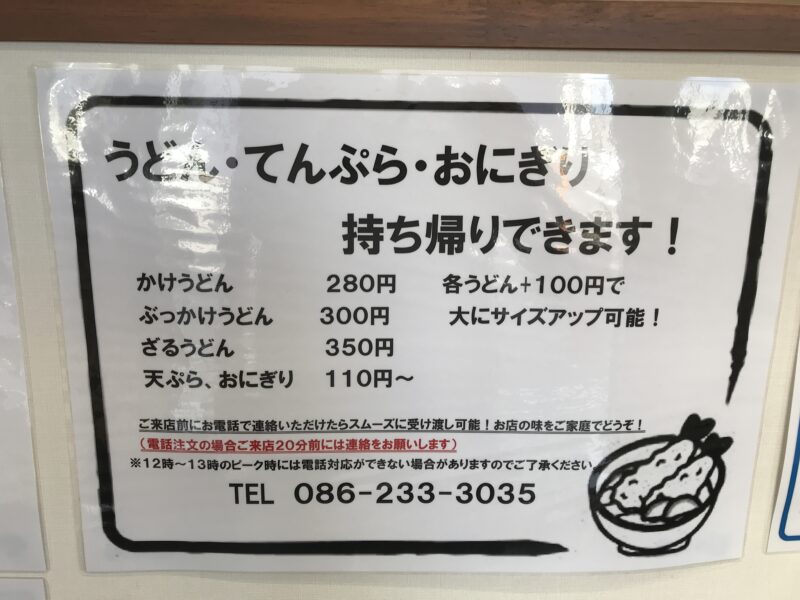 うどん・てんぷら・おにぎり
持ち帰りできます！
かけうどん 280円 各うどん+100円で
ぶっかけうどん 300円 大にサイズアップ可能！
ざるうどん 350円
天ぷら、おにぎり 110円～
ご来店前にお電話で連絡いただけたらスムーズに受け渡し可能！お店の味をご家庭でどうぞ！
（電話注文の場合ご来店20分前には連絡をお願いします）
※12時～13時のピーク時には電話対応ができない場合がありますのでご了承ください。
TEL 086-233-3035